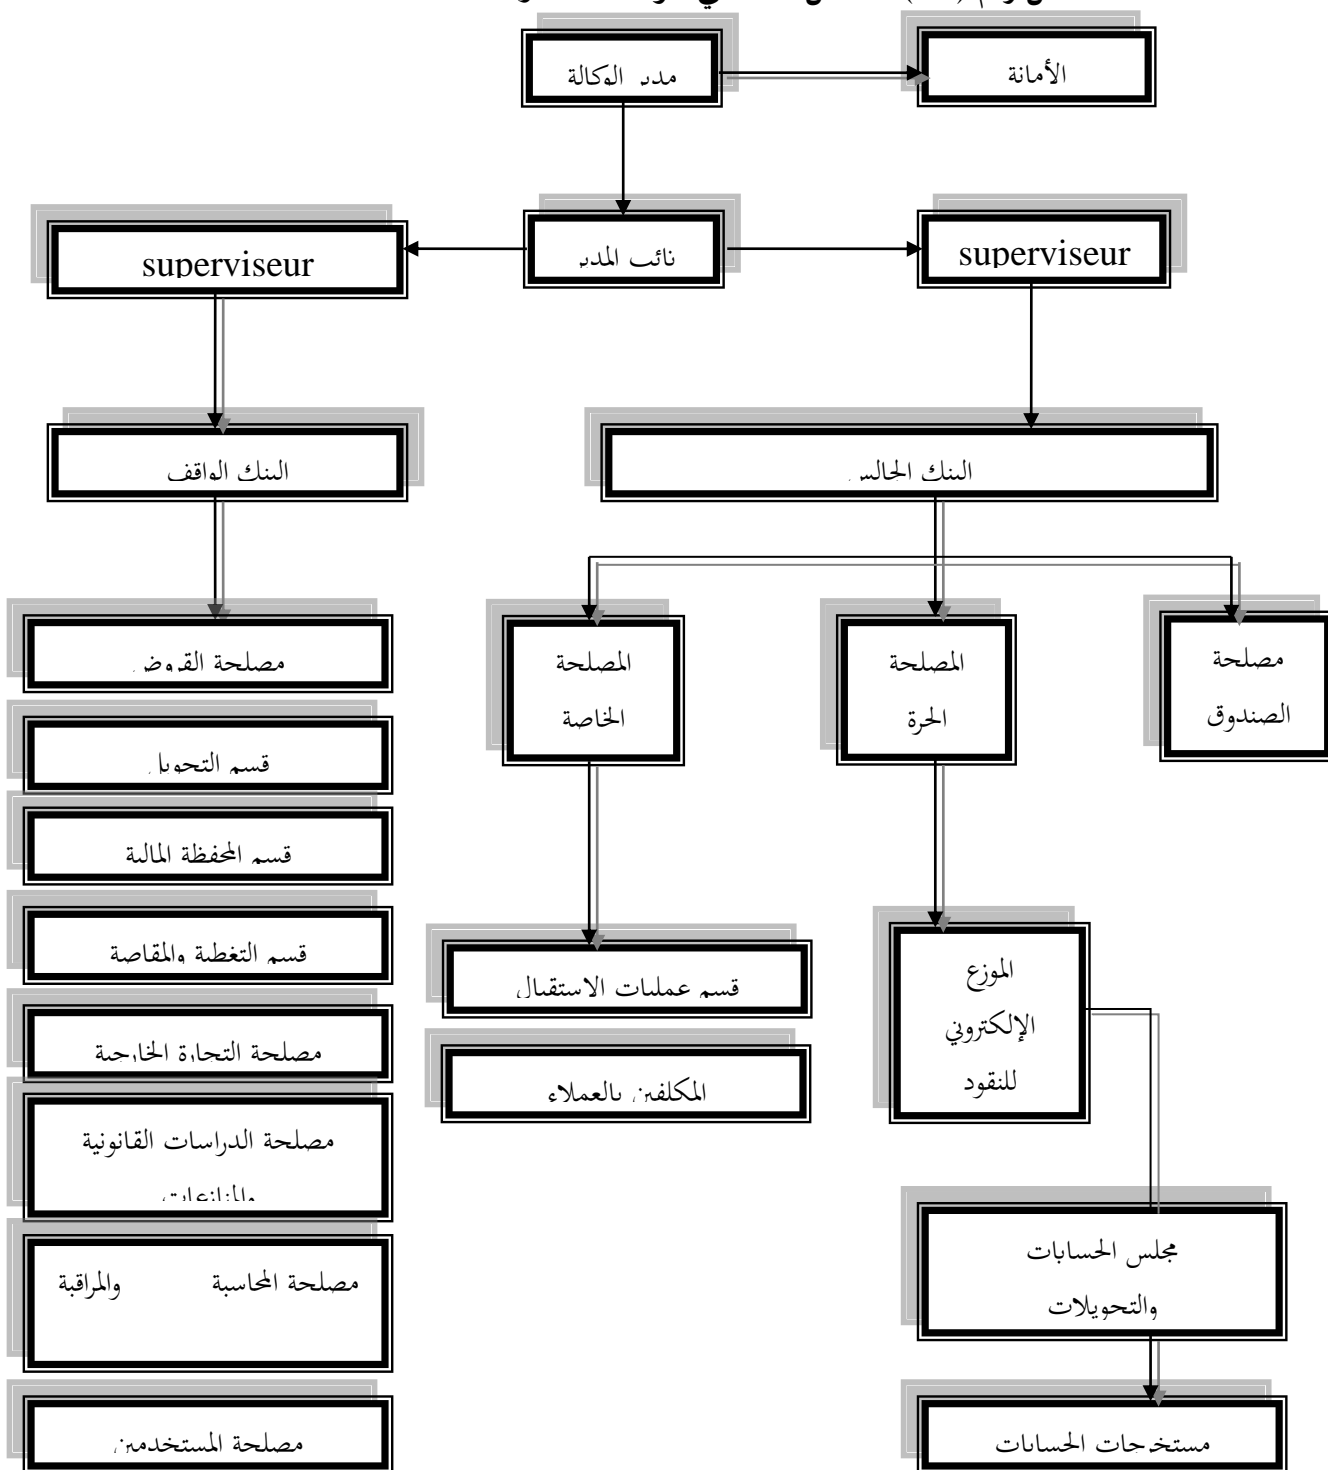 مدير الوكالة
الأمانة
superviseur
نائب المدير
superviseur
البنك الجالس
البنك الواقف
مصلحة
الصندوق
المصلحة
الحرة
المصلحة
الخاصة
مصلحة القروض
قسم التحويل
قسم المحفظة المالية
قسم التغطية والمقاصة
مصلحة التجارة الخارجية
مصلحة الدراسات القانونية
والمنازعات
مصلحة المحاسبة والمراقبة
مصلحة المستخدمين
قسم عمليات الاستقبال
المكلفين بالعملاء
الموزع
الإلكتروني
للنقود
مجلس الحسابات
والتحويلات
مستخرجات الحسابات